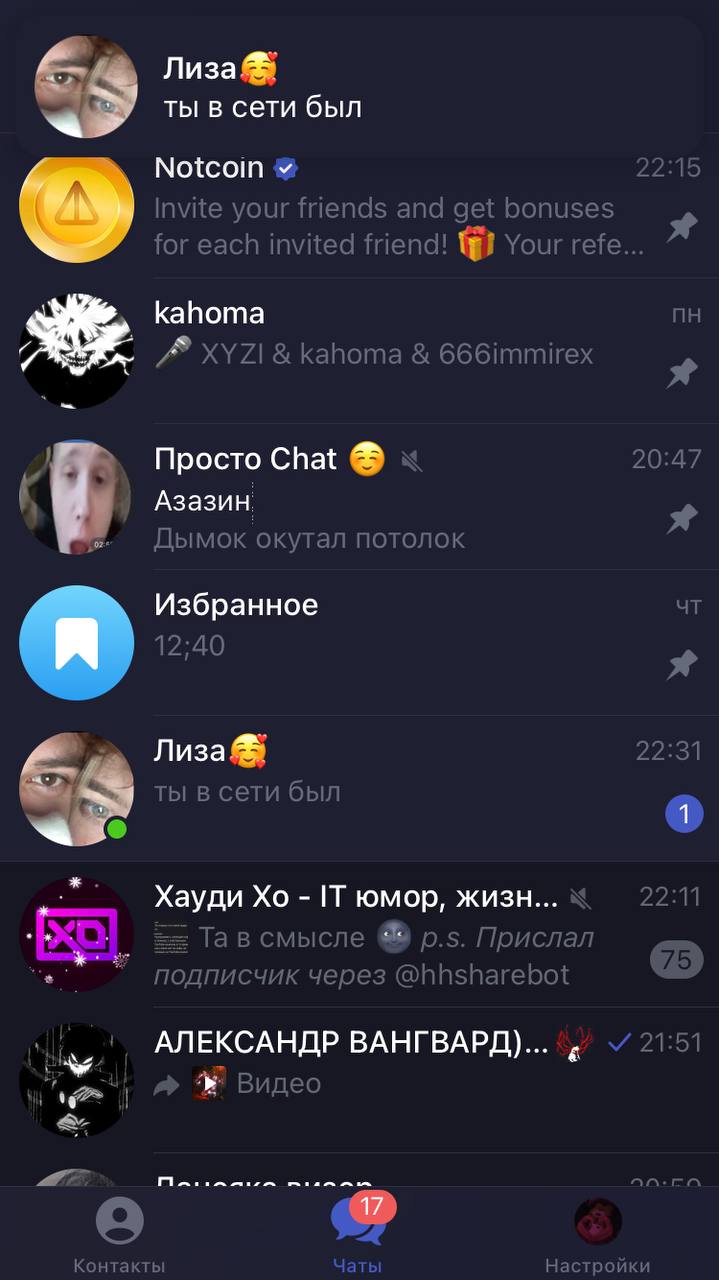 Лиза🥰
ты в сети был
Notcoin
22:15
Invite your friends and get bonuses
for each invited friend! 🎁 Your refe...
kahoma
пн
🎤 XYZI & kahoma & 666immirex
Просто Chat ☺️
20:47
Азазин
Дымок окутал потолок
Избранное
чт
12;40
Лиза🥰
22:31
ты в сети был
1
Хауди Хо - IT юмор, жизн...
22:11
Та в смысле 🌚 p.s. Прислал
подписчик через @hhsharebot
75
АЛЕКСАНДР ВАНГВАРД)...
21:51
Видео
17
Контакты
Чаты
Настройки